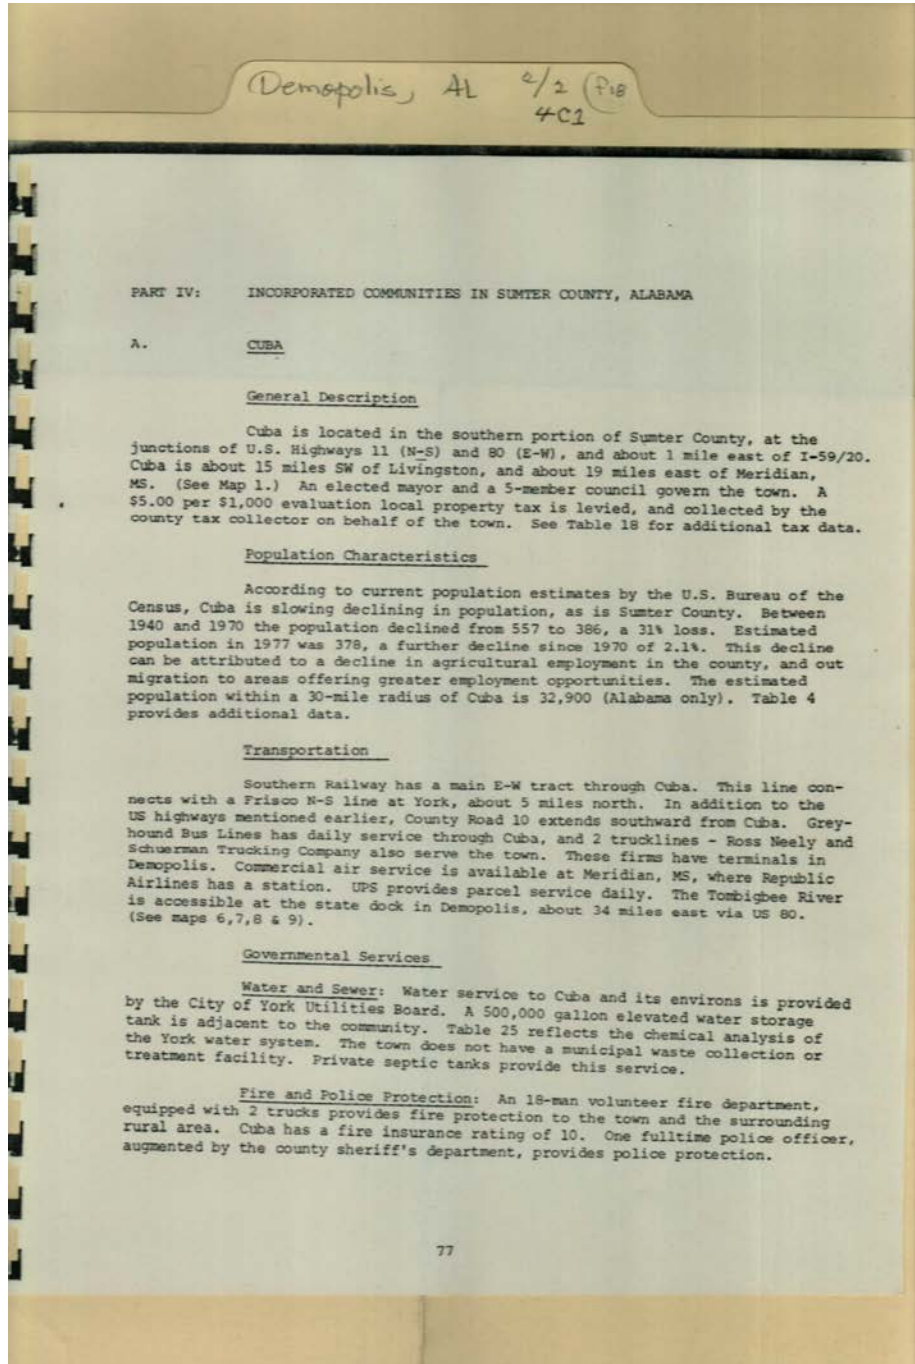 Demopolis, AL 2/2 (F18
4C1
PART IV: INCORPORATED COMMUNITIES IN SUMTER COUNTY, ALABAMA
A. CUBA
General Description
Cuba is located in the southern portion of Sumter County, at the
junctions of U.S. Highways 11 (N-S) and 80 (E-W), and about 1 mile east of I-59/20.
Cuba is about 15 miles SW of Livingston, and about 19 miles east of Meridian,
MS. (See Map 1.) An elected mayor and a 5-member council govern the town. A
$5.00 per $1,000 evaluation local property tax is levied, and collected by the
county tax collector on behalf of the town. See Table 18 for additional tax data.
Population Characteristics
According to current population estimates by the U.S. Bureau of the
Census, Cuba is slowing declining in population, as is Sumter County. Between
1940 and 1970 the population declined from 557 to 386, a 31% loss. Estimated
population in 1977 was 378, a further decline since 1970 of 2.1%. This decline
can be attributed to a decline in agricultural employment in the county, and out
migration to areas offering greater employment opportunities. The estimated
population within a 30-mile radius of Cuba is 32,900 (Alabama only). Table 4
provides additional data.
Transportation
Southern Railway has a main E-W tract through Cuba. This line con-
nects with a Frisco N-S line at York, about 5 miles north. In addition to the
US highways mentioned earlier, County Road 10 extends southward from Cuba. Grey-
hound Bus Lines has daily service through Cuba, and 2 trucklines - Ross Neely and
Schuerman Trucking Company also serve the town. These firms have terminals in
Demopolis. Commercial air service is available at Meridian, MS, where Republic
Airlines has a station. UPS provides parcel service daily. The Tombigbee River
is accessible at the state dock in Demopolis, about 34 miles east via US 80.
(See maps 6,7,8 & 9).
Governmental Services
Water and Sewer: Water service to Cuba and its environs is provided
by the City of York Utilities Board. A 500,000 gallon elevated water storage
tank is adjacent to the community. Table 25 reflects the chemical analysis of
the York water system. The town does not have a municipal waste collection or
treatment facility. Private septic tanks provide this service.
Fire and Police Protection: An 18-man volunteer fire department,
equipped with 2 trucks provides fire protection to the town and the surrounding
rural area. Cuba has a fire insurance rating of 10. One fulltime police officer,
augmented by the county sheriff's department, provides police protection.
77